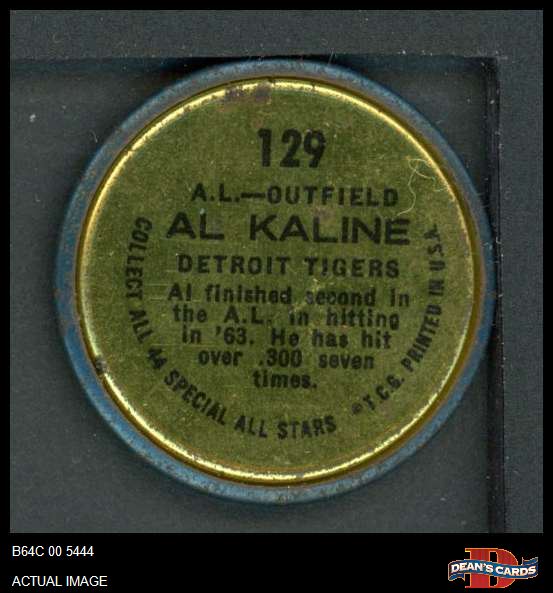 129
A.L.—OUTFIELD
AL KALINE
DETROIT TIGERS
Al finished second in
the A.L. in hitting
in '63. He has hit
over .300 seven
times.
COLLECT ALL 44 SPECIAL ALL STARS
©T.C.G. PRINTED IN U.S.A.
B64C 00 5444
ACTUAL IMAGE
D
DEAN'S CARDS